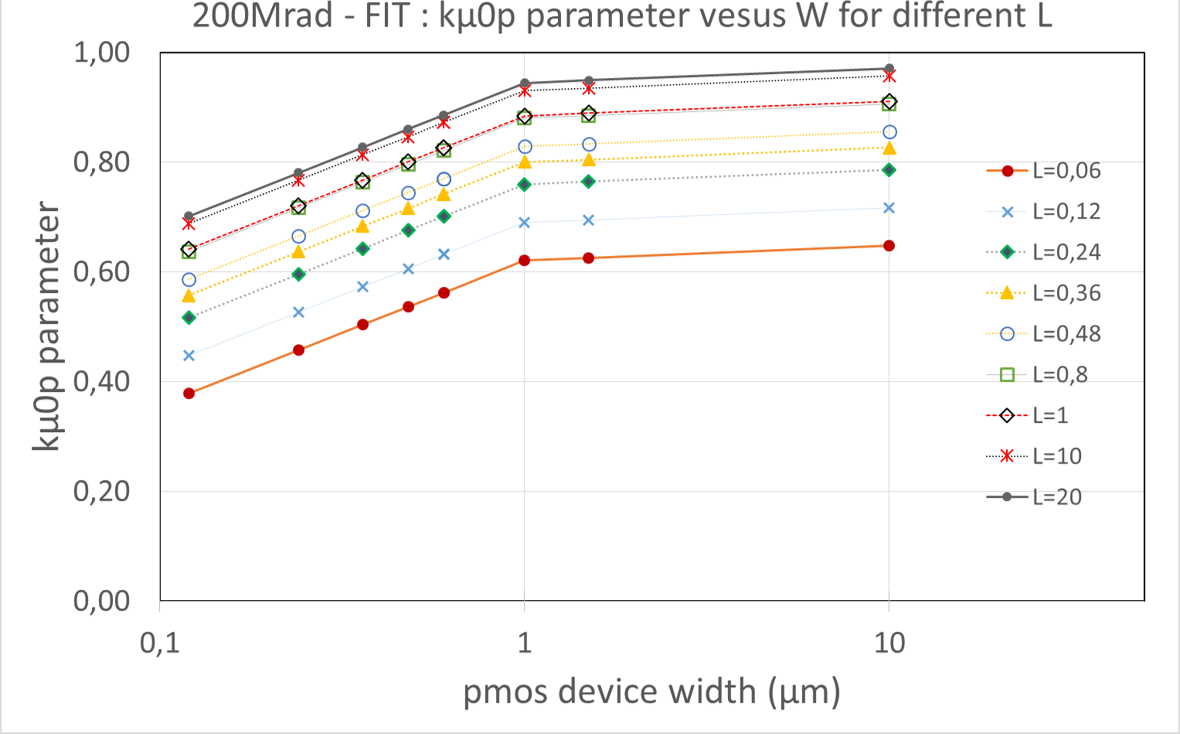 200Mrad - FIT : kµ0p parameter vesus W for different L
kµ0p parameter
1,00
0,80
0,60
0,40
0,20
0,00
0,1
1
10
pmos device width (µm)
L=0,06
L=0,12
L=0,24
L=0,36
L=0,48
L=0,8
L=1
L=10
L=20